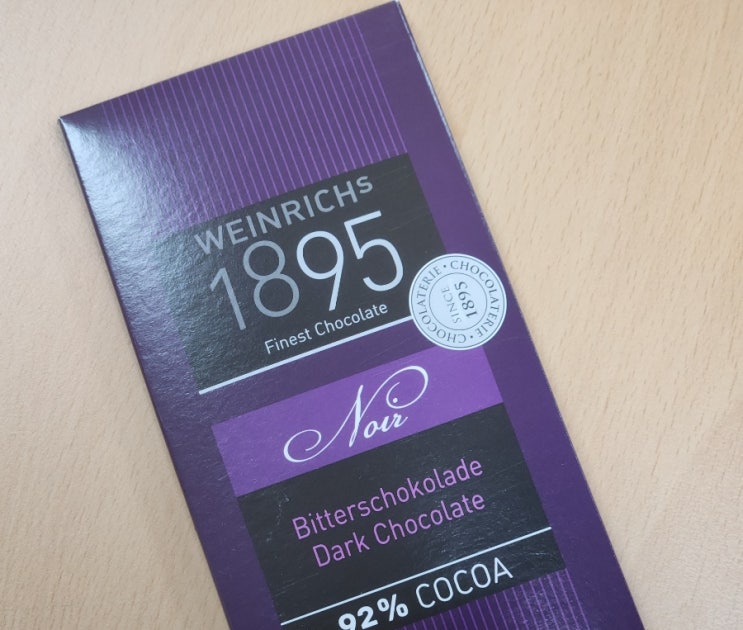 WEINRICHs
1895
Finest Chocolate
CHOCOLATERIE · CHOCOLATERIE ·
SINCE
1895
Noir
Bitterschokolade
Dark Chocolate
92% COCOA